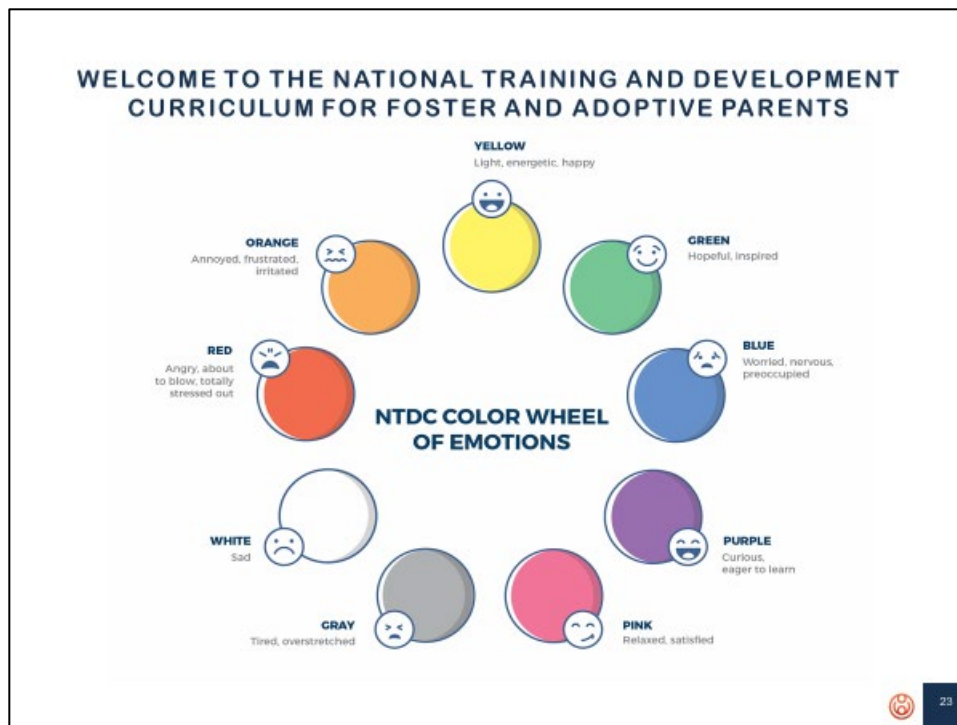 WELCOME TO THE NATIONAL TRAINING AND DEVELOPMENT
CURRICULUM FOR FOSTER AND ADOPTIVE PARENTS
YELLOW
Light, energetic, happy
ORANGE
Annoyed, frustrated,
irritated
GREEN
Hopeful, inspired
RED
Angry, about
to blow, totally
stressed out
BLUE
Worried, nervous,
preoccupied
NTDC COLOR WHEEL
OF EMOTIONS
WHITE
Sad
PURPLE
Curious,
eager to learn
GRAY
Tired, overstretched
PINK
Relaxed, satisfied
23